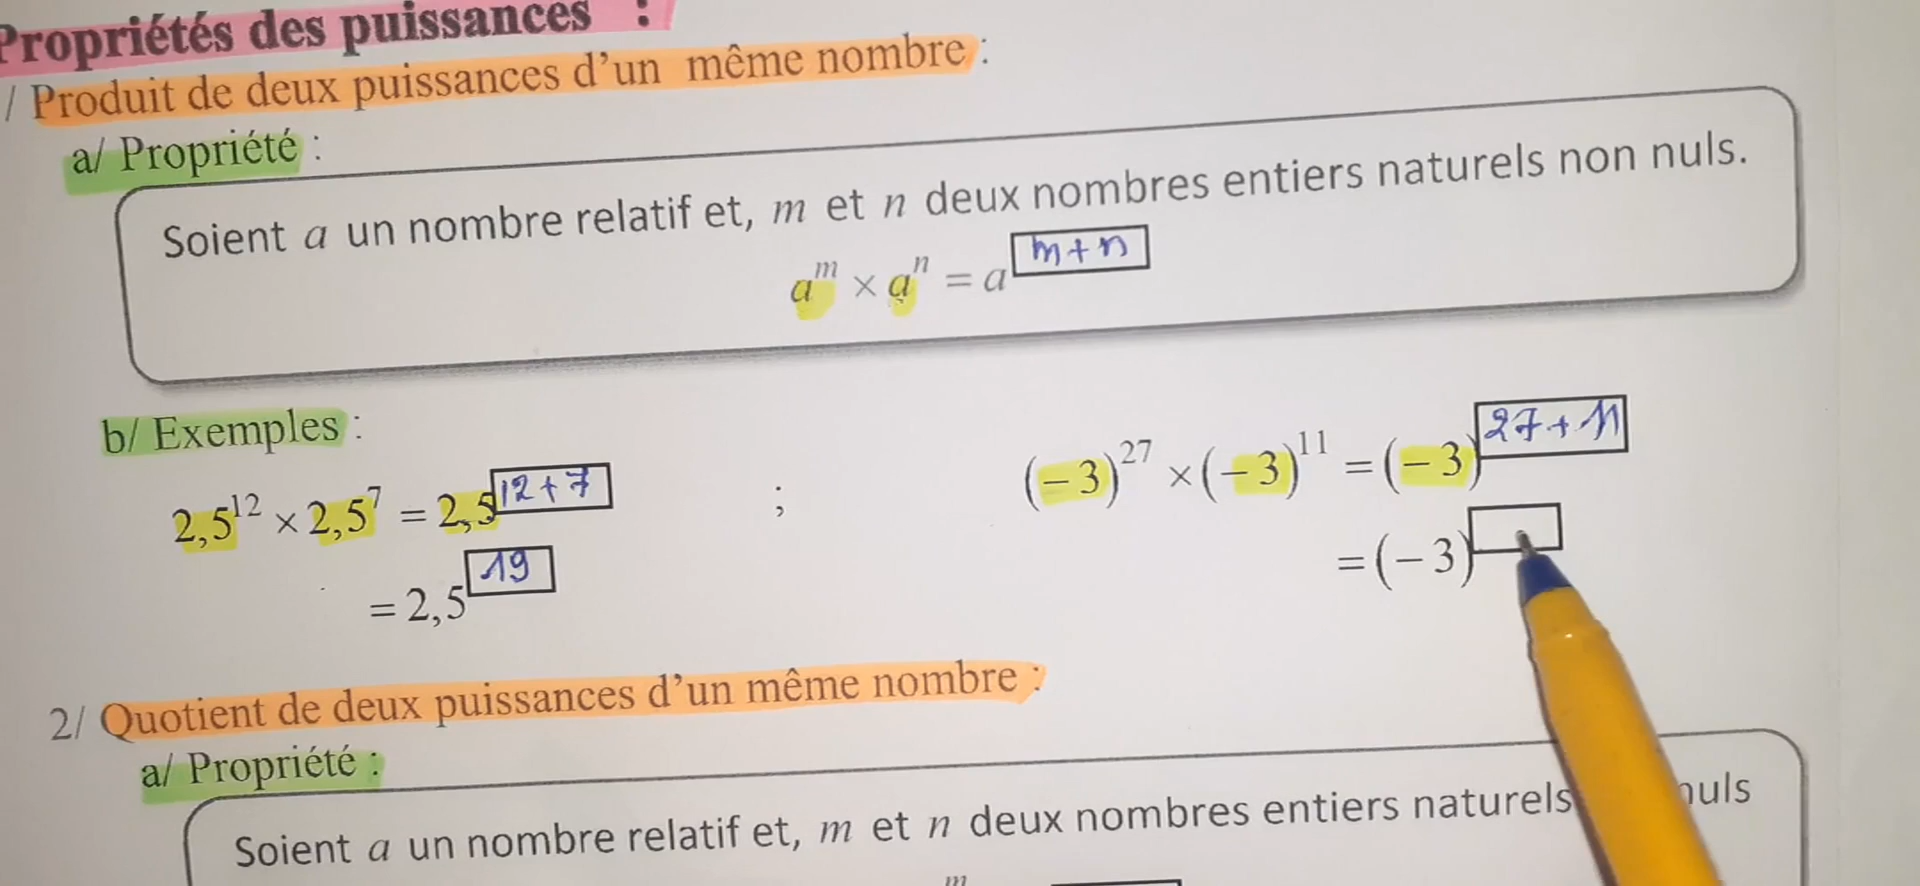 Propriétés des puissances :
/ Produit de deux puissances d'un même nombre :
a/ Propriété :
Soient a un nombre relatif et, m et n deux nombres entiers naturels non nuls.
a^m × a^n = a^m+n
b/ Exemples :
2,5^12 × 2,5^7 = 2,5^12+7 ; (−3)^27 × (−3)^11 = (−3)^27+11
= 2,5^19 = (−3)
2/ Quotient de deux puissances d'un même nombre :
a/ Propriété :
Soient a un nombre relatif et, m et n deux nombres entiers naturels nuls
m